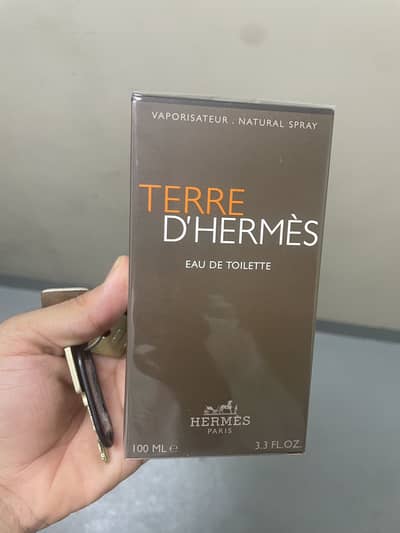 VAPORISATEUR . NATURAL SPRAY
TERRE
D'HERMÈS
EAU DE TOILETTE
HERMÈS
PARIS
100 ML ℮ 3.3 FL.OZ.